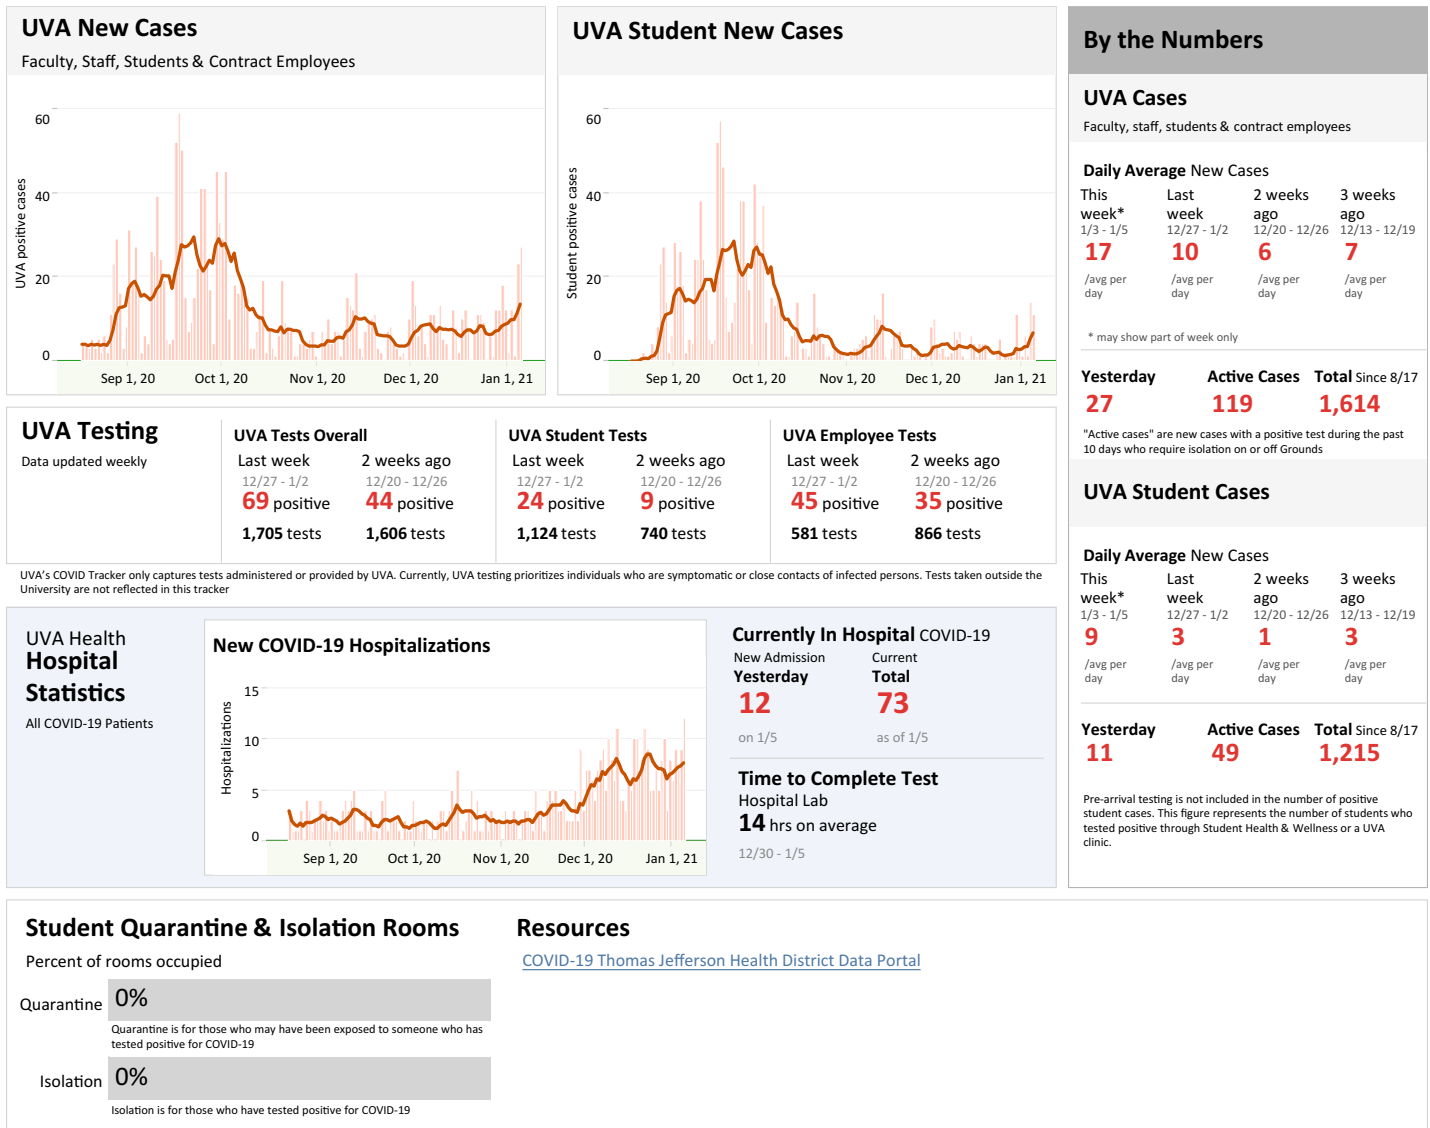 UVA New Cases
Faculty, Staff, Students & Contract Employees
UVA positive cases
60
40
20
0
Sep 1, 20 Oct 1, 20 Nov 1, 20 Dec 1, 20 Jan 1, 21
UVA Student New Cases
Student positive cases
60
40
20
0
Sep 1, 20 Oct 1, 20 Nov 1, 20 Dec 1, 20 Jan 1, 21
By the Numbers
UVA Cases
Faculty, staff, students & contract employees
Daily Average New Cases
This Last 2 weeks 3 weeks
week* week ago ago
1/3 - 1/5 12/27 - 1/2 12/20 - 12/26 12/13 - 12/19
17 10 6 7
/avg per /avg per /avg per /avg per
day day day day
* may show part of week only
Yesterday Active Cases Total Since 8/17
27 119 1,614
"Active cases" are new cases with a positive test during the past
10 days who require isolation on or off Grounds
UVA Student Cases
Daily Average New Cases
This Last 2 weeks 3 weeks
week* week ago ago
1/3 - 1/5 12/27 - 1/2 12/20 - 12/26 12/13 - 12/19
9 3 1 3
/avg per /avg per /avg per /avg per
day day day day
Yesterday Active Cases Total Since 8/17
11 49 1,215
Pre-arrival testing is not included in the number of positive
student cases. This figure represents the number of students who
tested positive through Student Health & Wellness or a UVA
clinic.
UVA Testing
Data updated weekly
UVA Tests Overall
Last week 2 weeks ago
12/27 - 1/2 12/20 - 12/26
69 positive 44 positive
1,705 tests 1,606 tests
UVA Student Tests
Last week 2 weeks ago
12/27 - 1/2 12/20 - 12/26
24 positive 9 positive
1,124 tests 740 tests
UVA Employee Tests
Last week 2 weeks ago
12/27 - 1/2 12/20 - 12/26
45 positive 35 positive
581 tests 866 tests
UVA's COVID Tracker only captures tests administered or provided by UVA. Currently, UVA testing prioritizes individuals who are symptomatic or close contacts of infected persons. Tests taken outside the
University are not reflected in this tracker
UVA Health
Hospital
Statistics
All COVID-19 Patients
New COVID-19 Hospitalizations
Hospitalizations
15
10
5
0
Sep 1, 20 Oct 1, 20 Nov 1, 20 Dec 1, 20 Jan 1, 21
Currently In Hospital COVID-19
New Admission Current
Yesterday Total
12 73
on 1/5 as of 1/5
Time to Complete Test
Hospital Lab
14 hrs on average
12/30 - 1/5
Student Quarantine & Isolation Rooms
Percent of rooms occupied
Quarantine 0%
Quarantine is for those who may have been exposed to someone who has
tested positive for COVID-19
Isolation 0%
Isolation is for those who have tested positive for COVID-19
Resources
COVID-19 Thomas Jefferson Health District Data Portal